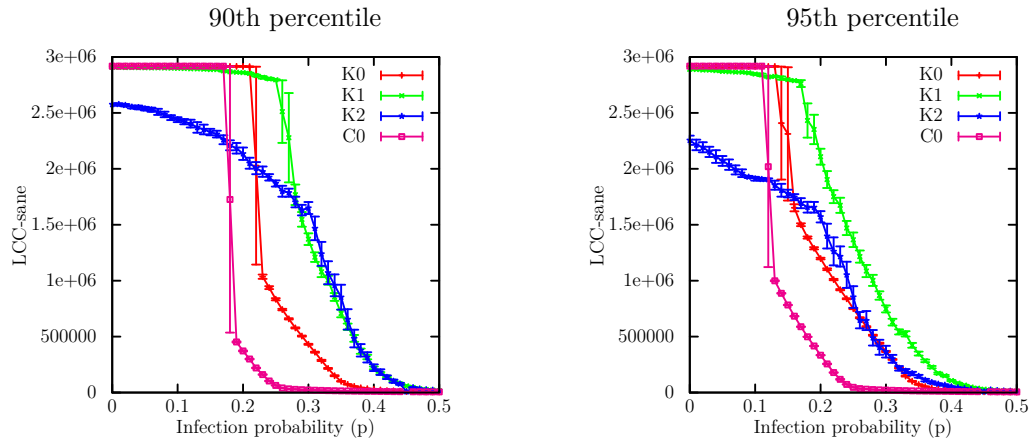 90th percentile
3e+06
2.5e+06
2e+06
1.5e+06
1e+06
500000
0
LCC-sane
K0
K1
K2
C0
0 0.1 0.2 0.3 0.4 0.5
Infection probability (p)
95th percentile
3e+06
2.5e+06
2e+06
1.5e+06
1e+06
500000
0
LCC-sane
K0
K1
K2
C0
0 0.1 0.2 0.3 0.4 0.5
Infection probability (p)